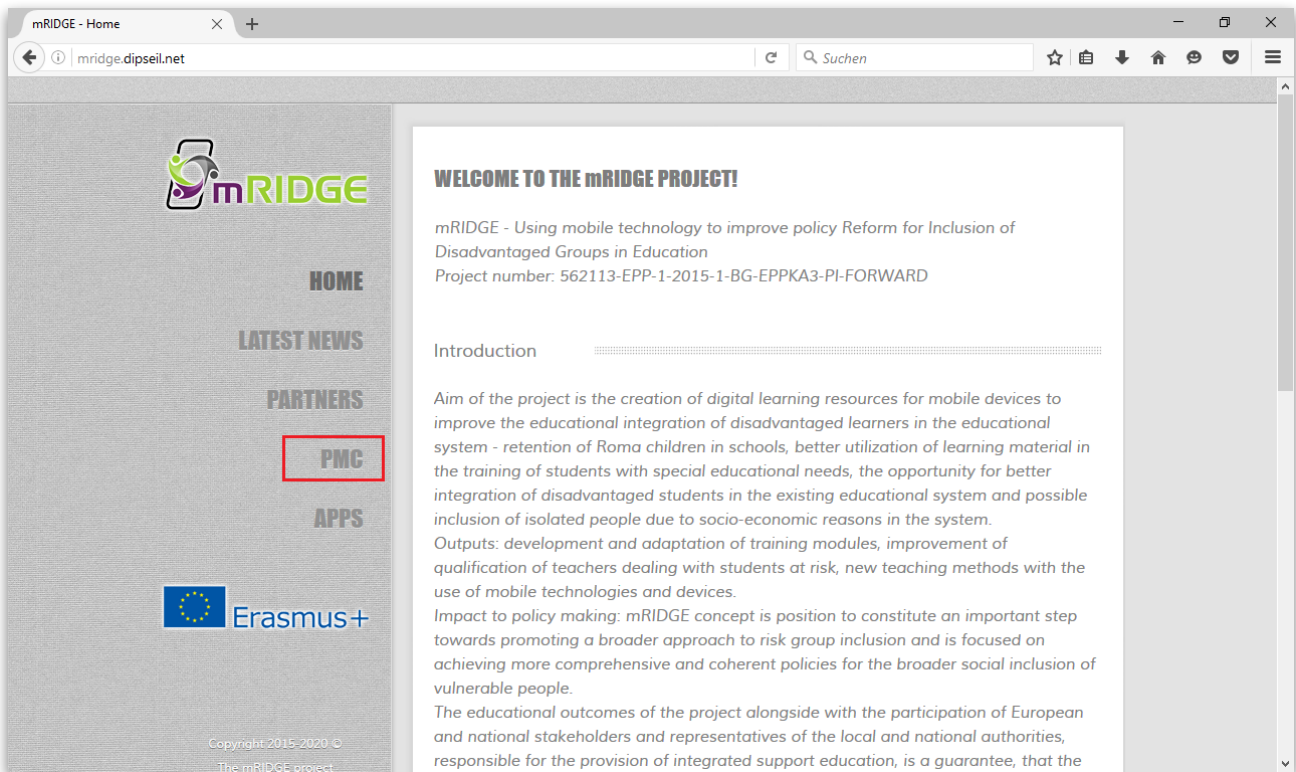 mRIDGE - Home
mridge.dipseil.net
Suchen
mRIDGE
HOME
LATEST NEWS
PARTNERS
PMC
APPS
Erasmus+
Copyright 2015-2020 ©
The mRIDGE project
WELCOME TO THE mRIDGE PROJECT!
mRIDGE - Using mobile technology to improve policy Reform for Inclusion of
Disadvantaged Groups in Education
Project number: 562113-EPP-1-2015-1-BG-EPPKA3-PI-FORWARD
Introduction
Aim of the project is the creation of digital learning resources for mobile devices to
improve the educational integration of disadvantaged learners in the educational
system - retention of Roma children in schools, better utilization of learning material in
the training of students with special educational needs, the opportunity for better
integration of disadvantaged students in the existing educational system and possible
inclusion of isolated people due to socio-economic reasons in the system.
Outputs: development and adaptation of training modules, improvement of
qualification of teachers dealing with students at risk, new teaching methods with the
use of mobile technologies and devices.
Impact to policy making: mRIDGE concept is position to constitute an important step
towards promoting a broader approach to risk group inclusion and is focused on
achieving more comprehensive and coherent policies for the broader social inclusion of
vulnerable people.
The educational outcomes of the project alongside with the participation of European
and national stakeholders and representatives of the local and national authorities,
responsible for the provision of integrated support education, is a guarantee, that the